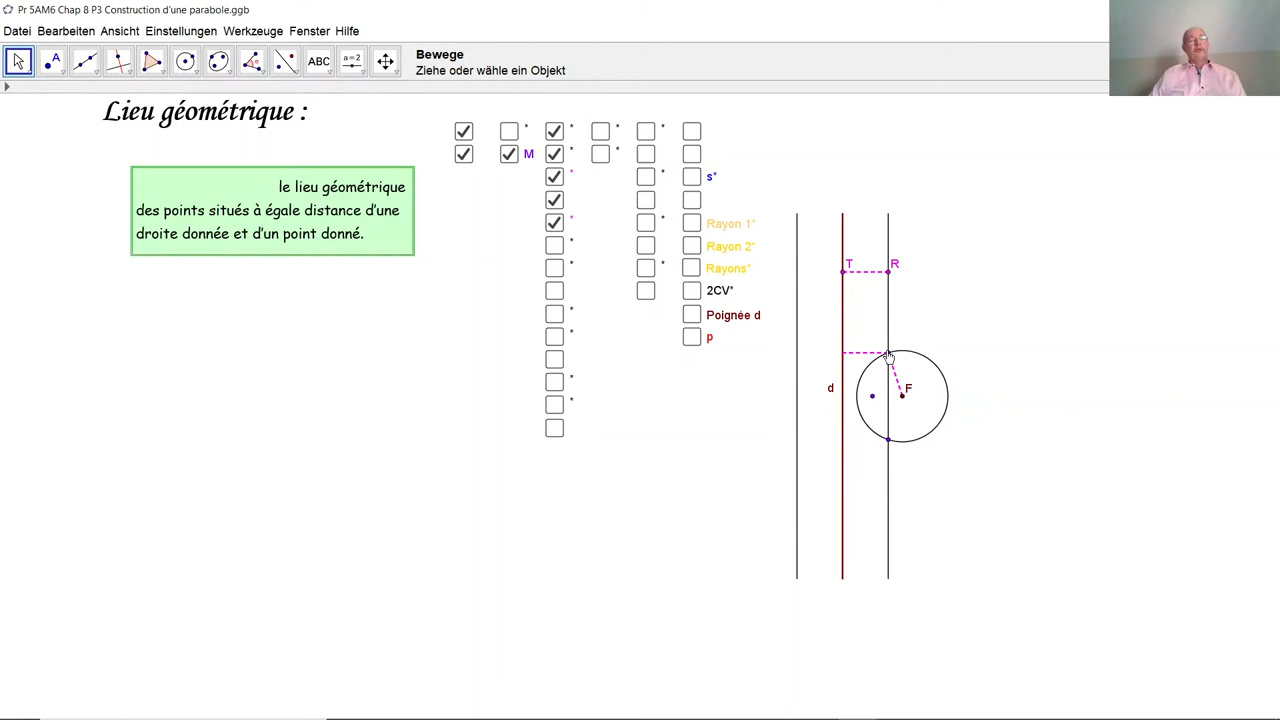 Pr 5AM6 Chap 8 P3 Construction d'une parabole.ggb
Datei Bearbeiten Ansicht Einstellungen Werkzeuge Fenster Hilfe
A
ABC
a=2
Bewege
Ziehe oder wähle ein Objekt
Lieu géométrique :
le lieu géométrique
des points situés à égale distance d'une
droite donnée et d'un point donné.
* * * * *
M * *
* * s*
* * Rayon 1*
* Rayon 2*
* * Rayons*
2CV*
* Poignée d
* p
*
*
T R
d F